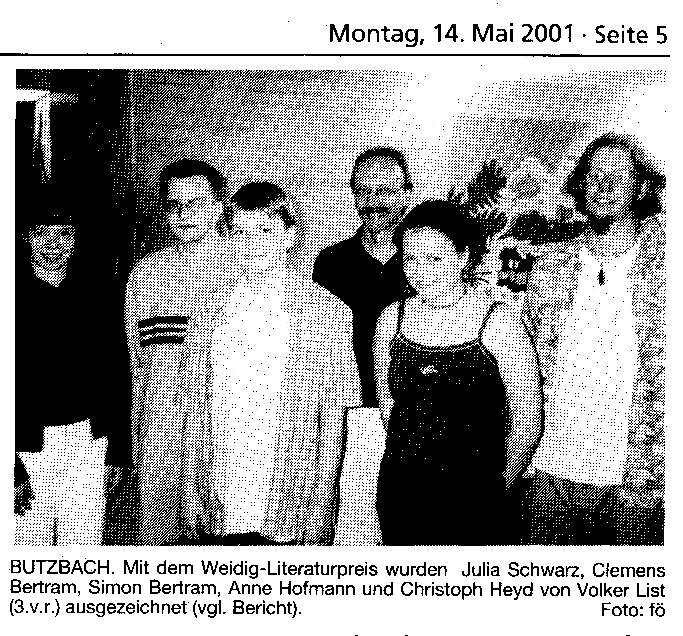 Montag, 14. Mai 2001 · Seite 5
BUTZBACH. Mit dem Weidig-Literaturpreis wurden Julia Schwarz, Clemens
Bertram, Simon Bertram, Anne Hofmann und Christoph Heyd von Volker List
(3.v.r.) ausgezeichnet (vgl. Bericht). Foto: fö